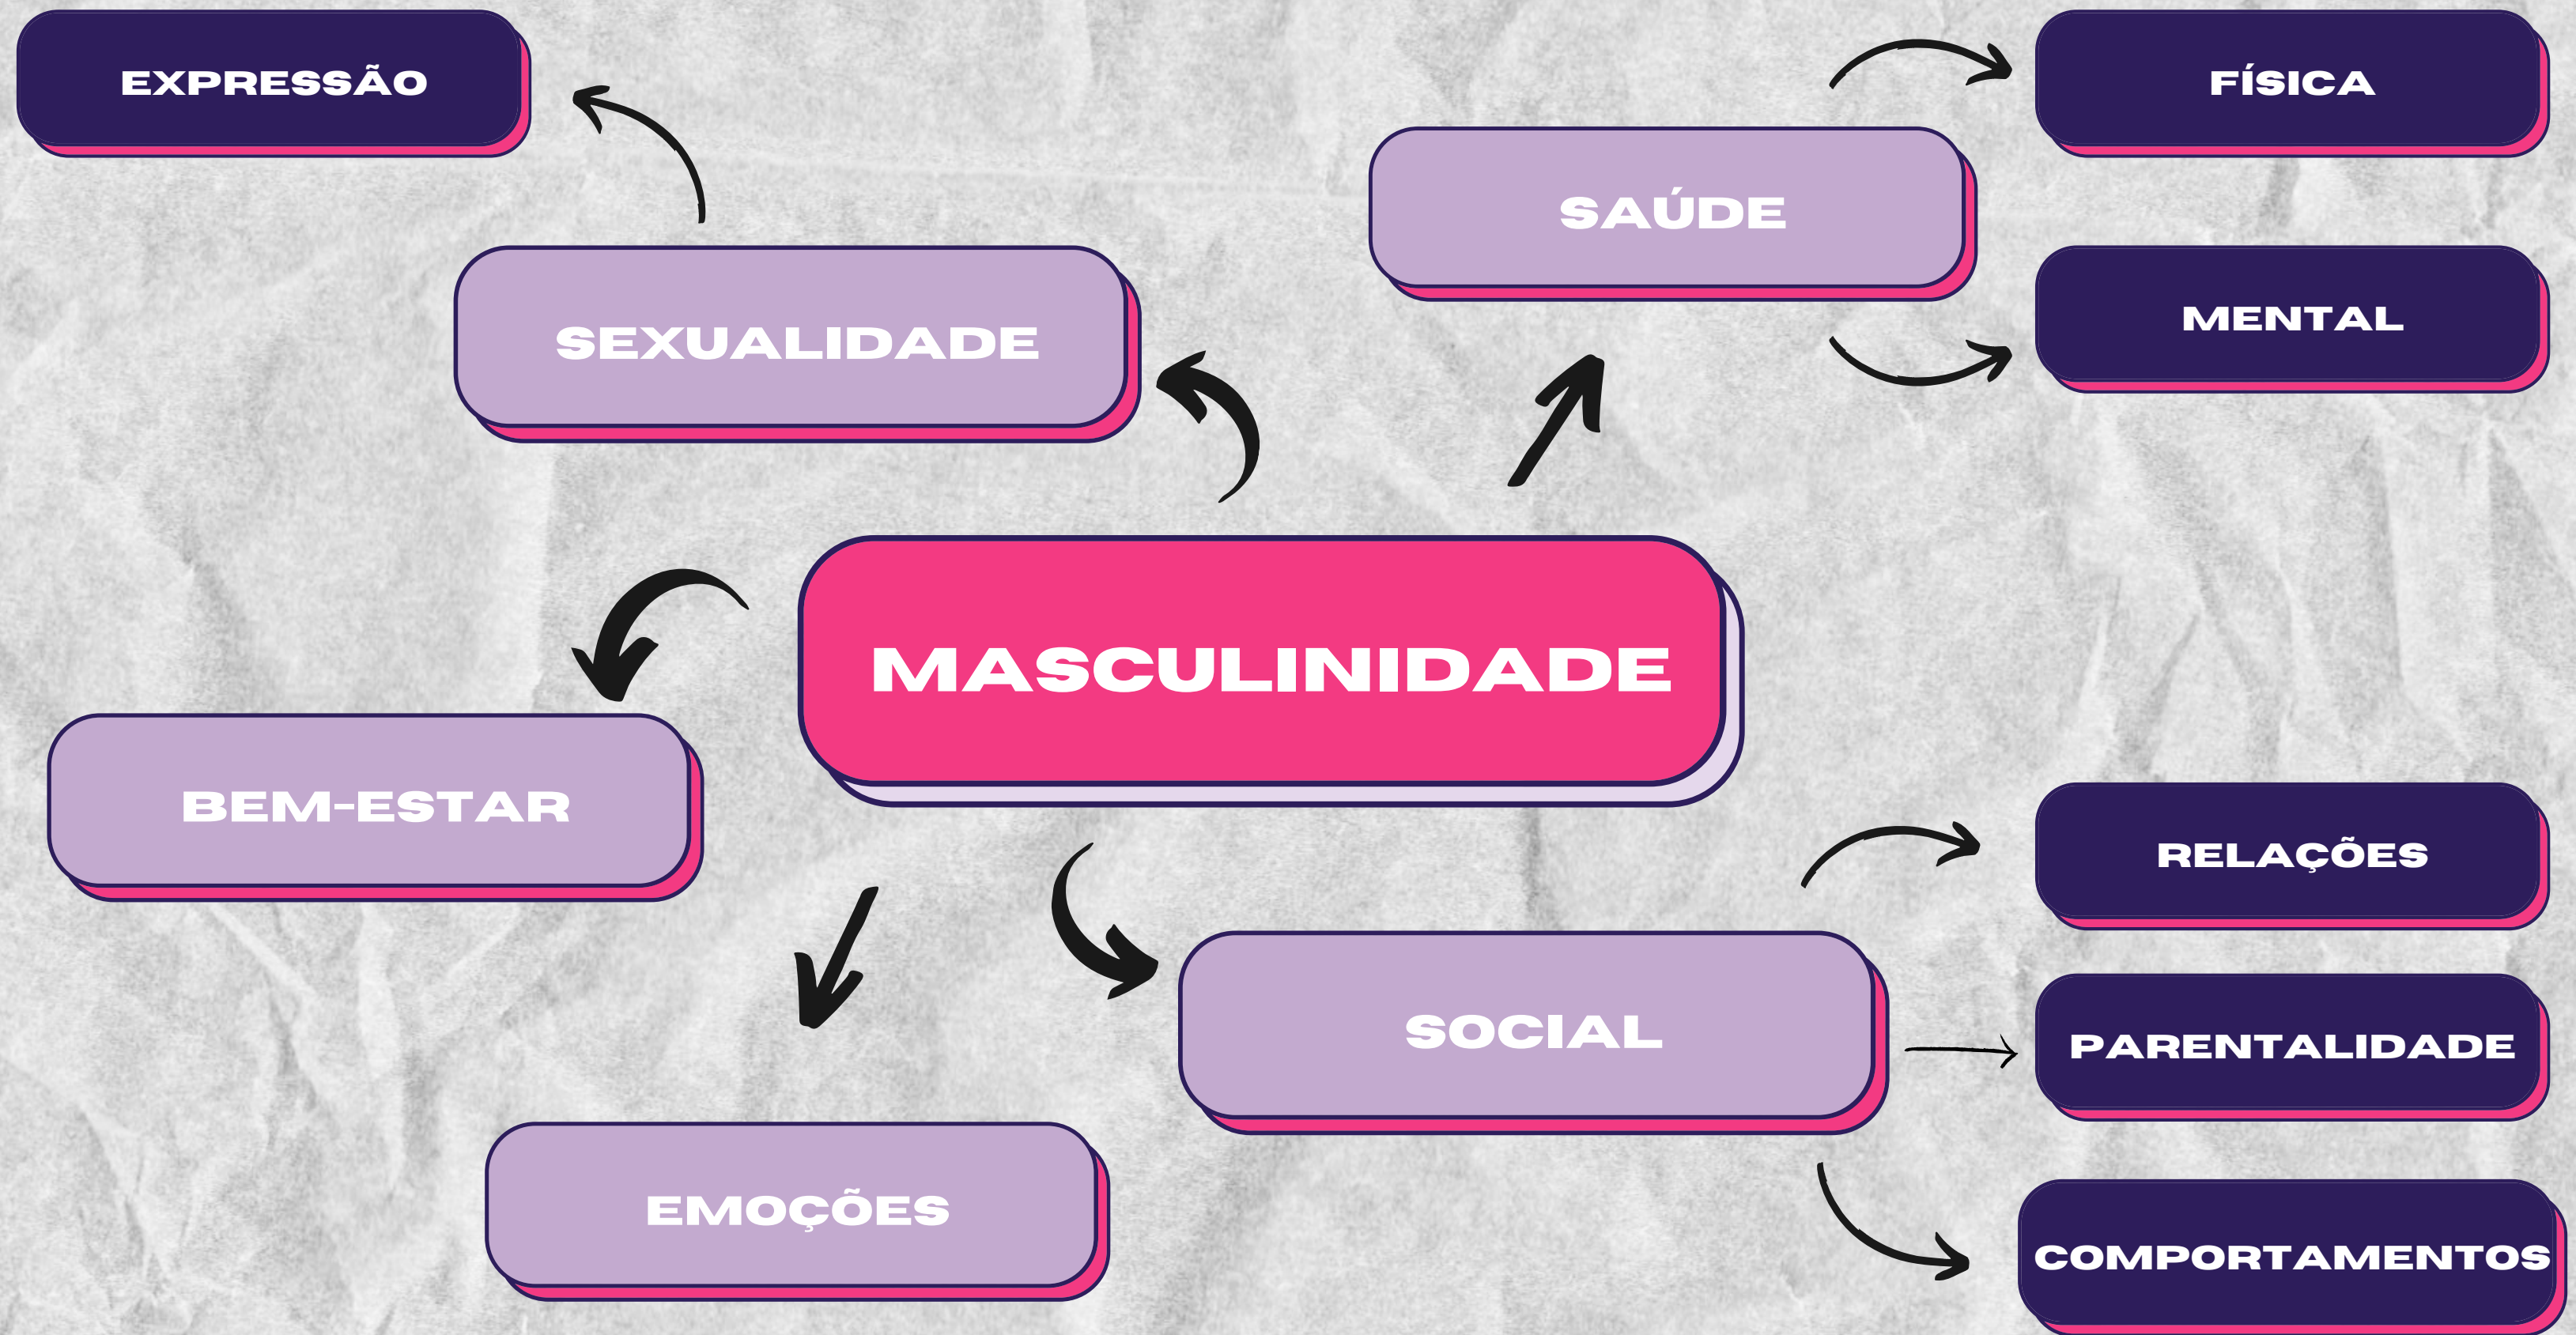 EXPRESSÃO
FÍSICA
SAÚDE
MENTAL
SEXUALIDADE
MASCULINIDADE
BEM-ESTAR
RELAÇÕES
SOCIAL
PARENTALIDADE
EMOÇÕES
COMPORTAMENTOS